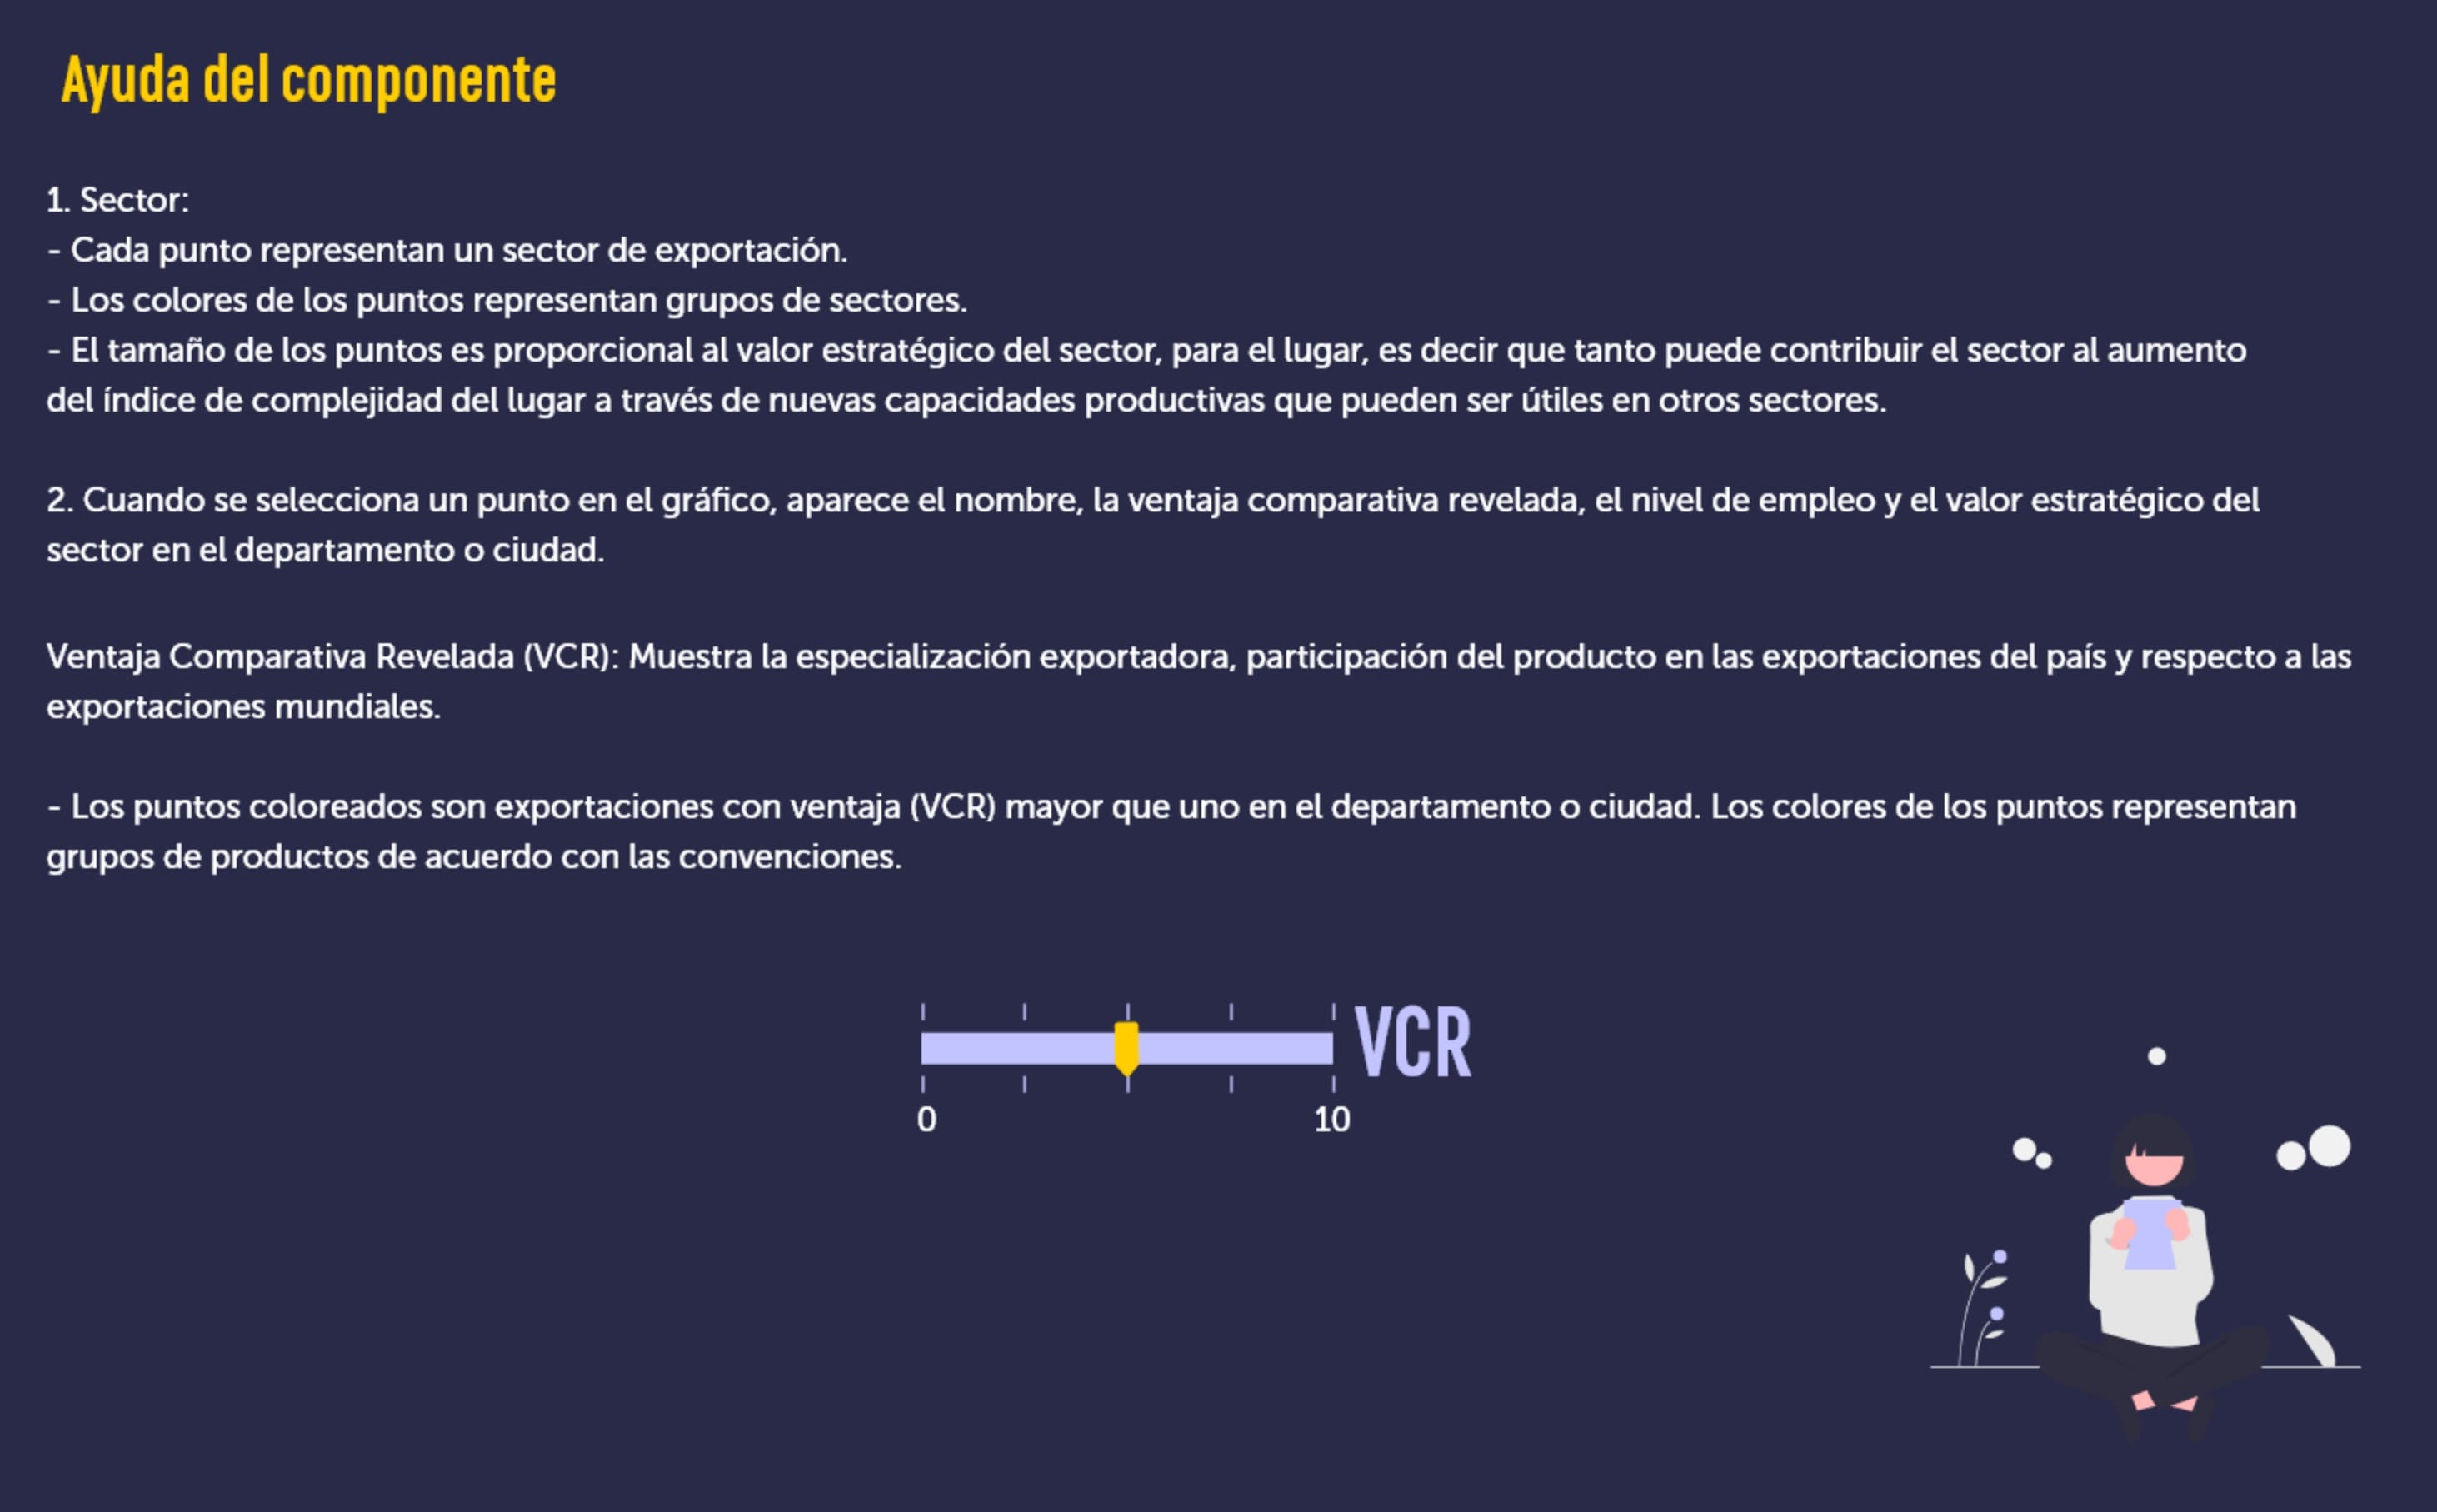 Ayuda del componente
1. Sector:
- Cada punto representan un sector de exportación.
- Los colores de los puntos representan grupos de sectores.
- El tamaño de los puntos es proporcional al valor estratégico del sector, para el lugar, es decir que tanto puede contribuir el sector al aumento
del índice de complejidad del lugar a través de nuevas capacidades productivas que pueden ser útiles en otros sectores.
2. Cuando se selecciona un punto en el gráfico, aparece el nombre, la ventaja comparativa revelada, el nivel de empleo y el valor estratégico del
sector en el departamento o ciudad.
Ventaja Comparativa Revelada (VCR): Muestra la especialización exportadora, participación del producto en las exportaciones del país y respecto a las
exportaciones mundiales.
- Los puntos coloreados son exportaciones con ventaja (VCR) mayor que uno en el departamento o ciudad. Los colores de los puntos representan
grupos de productos de acuerdo con las convenciones.
VCR
0 10